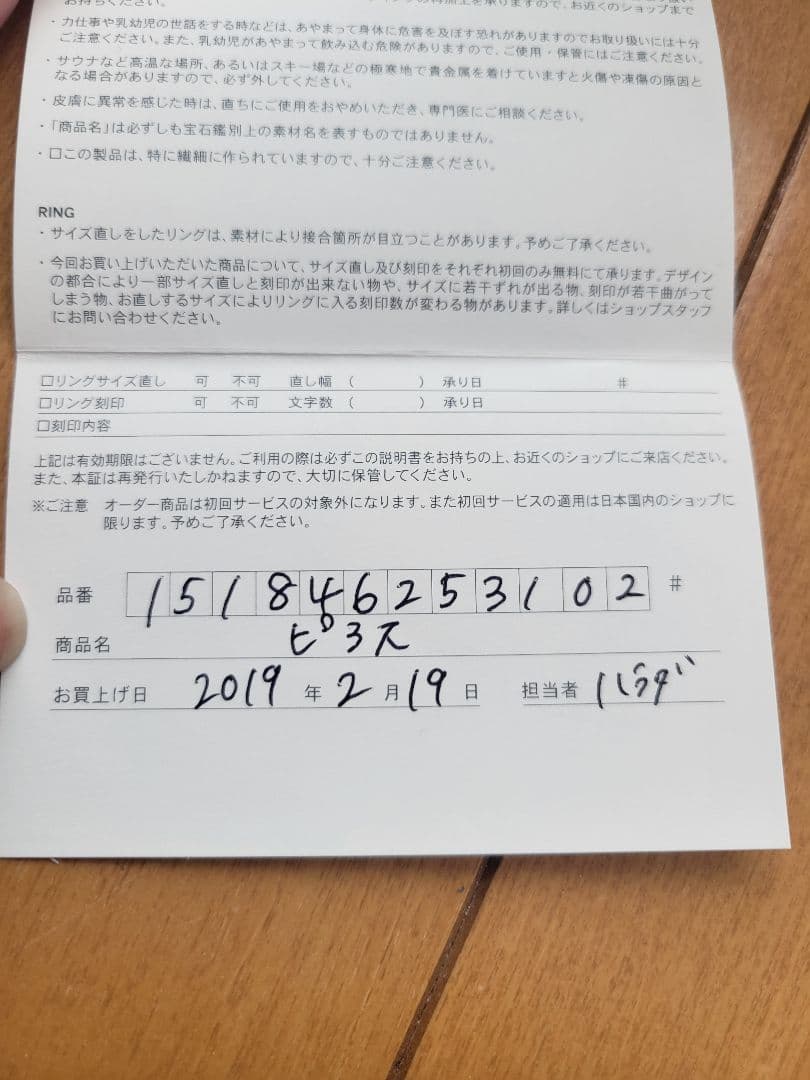 お持ちください。
承りますので、お近くのショップまで
・力仕事や乳幼児の世話をする時などは、あやまって身体に危害を及ぼす恐れがありますのでお取り扱いには十分
ご注意ください。また、乳幼児があやまって飲み込む危険がありますので、ご使用・保管にはご注意ください。
・サウナなど高温な場所、あるいはスキー場などの極寒地で貴金属を着けていますと火傷や凍傷の原因と
なる場合がありますので、必ず外してください。
・皮膚に異常を感じた時は、直ちにご使用をおやめいただき、専門医にご相談ください。
・「商品名」は必ずしも宝石鑑別上の素材名を表すものではありません。
・□この製品は、特に繊細に作られていますので、十分ご注意ください。
RING
・サイズ直しをしたリングは、素材により接合箇所が目立つことがあります。予めご了承ください。
・今回お買い上げいただいた商品について、サイズ直し及び刻印をそれぞれ初回のみ無料にて承ります。デザイン
の都合により一部サイズ直しと刻印が出来ない物や、サイズに若干ずれが出る物、刻印が若干曲がって
しまう物、お直しするサイズによりリングに入る刻印数が変わる物があります。詳しくはショップスタッフ
にお問い合わせください。
□リングサイズ直し 可 不可 直し幅 （ ） 承り日 #
□リング刻印 可 不可 文字数 （ ） 承り日
□刻印内容
上記は有効期限はございません。ご利用の際は必ずこの説明書をお持ちの上、お近くのショップにご来店ください。
また、本証は再発行いたしかねますので、大切に保管してください。
※ご注意 オーダー商品は初回サービスの対象外になります。また初回サービスの適用は日本国内のショップに
限ります。予めご了承ください。
品番 151846253102 #
商品名 ピアス
お買上げ日 2019 年 2 月 19 日 担当者 ハラダ